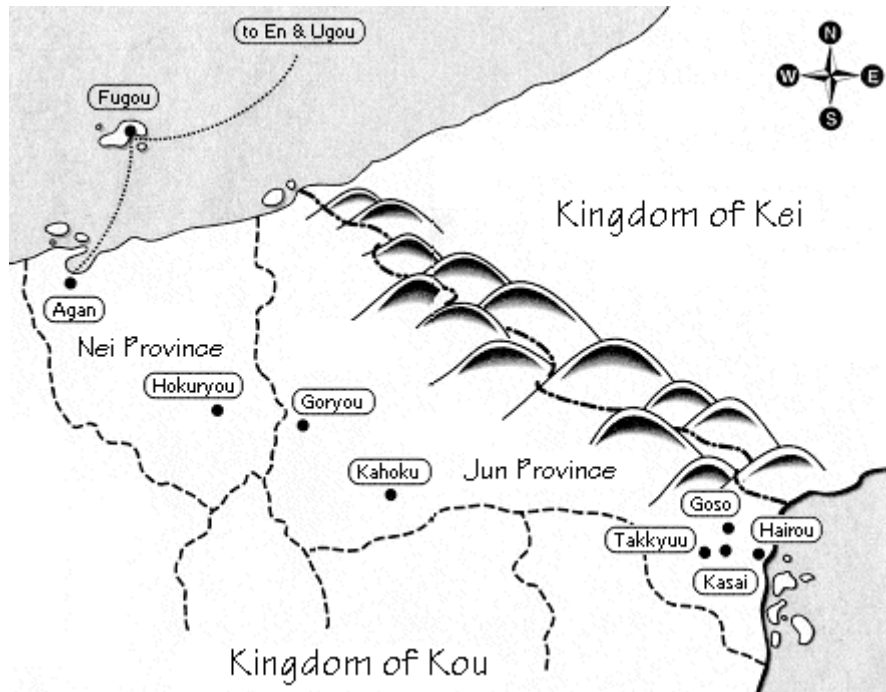 to En & Ugou
Fugou
N
W
E
S
Kingdom of Kei
Agan
Nei Province
Hokuryou
Goryou
Kahoku
Jun Province
Goso
Takkyuu
Hairou
Kasai
Kingdom of Kou